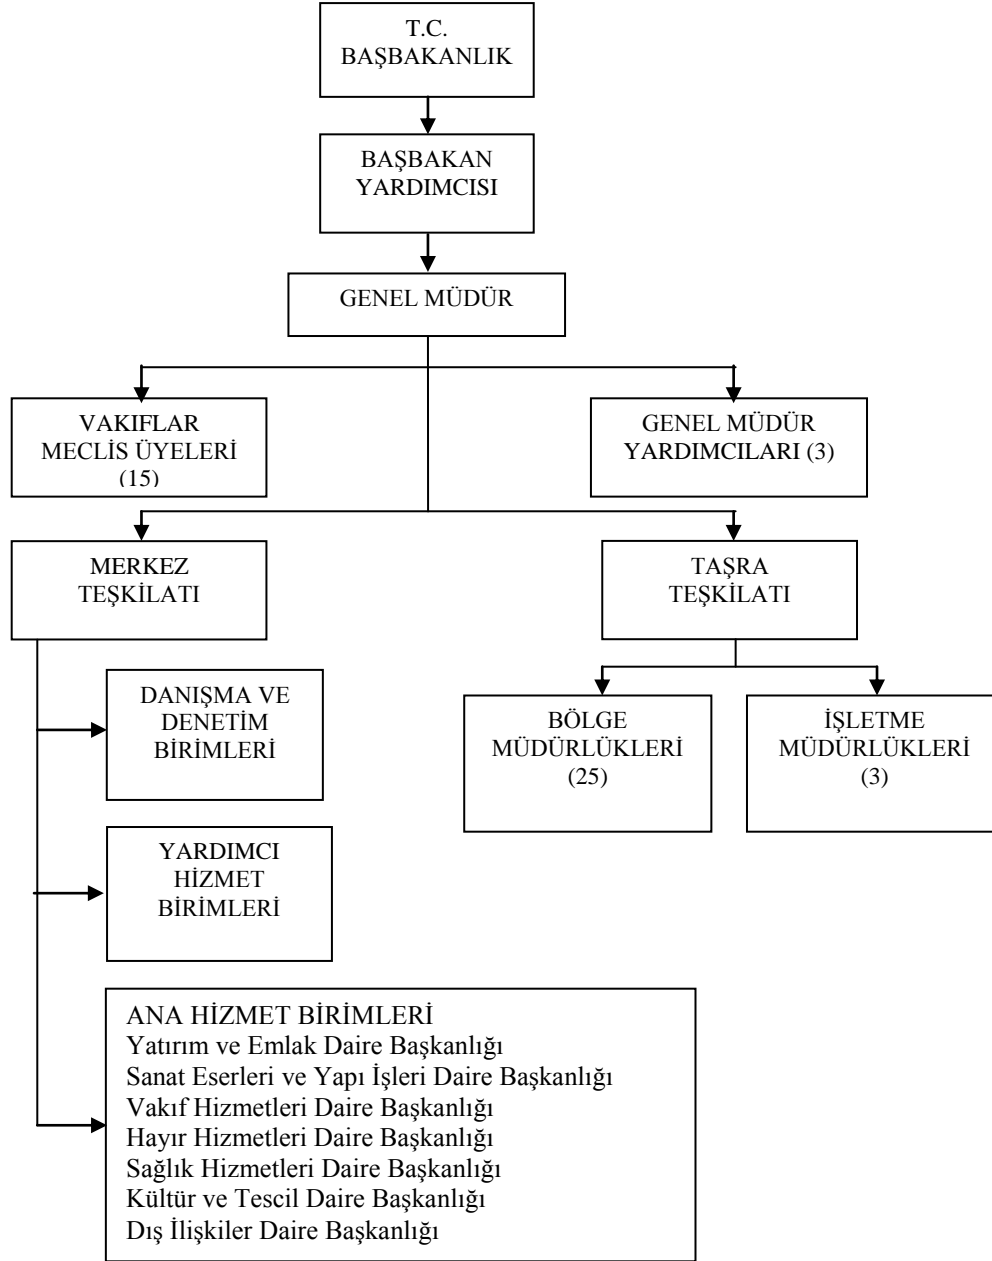 T.C.
BAŞBAKANLIK
BAŞBAKAN
YARDIMCISI
GENEL MÜDÜR
VAKIFLAR
MECLİS ÜYELERİ
(15)
GENEL MÜDÜR
YARDIMCILARI (3)
MERKEZ
TEŞKİLATI
TAŞRA
TEŞKİLATI
DANIŞMA VE
DENETİM
BİRİMLERİ
BÖLGE
MÜDÜRLÜKLERİ
(25)
İŞLETME
MÜDÜRLÜKLERİ
(3)
YARDIMCI
HİZMET
BİRİMLERİ
ANA HİZMET BİRİMLERİ
Yatırım ve Emlak Daire Başkanlığı
Sanat Eserleri ve Yapı İşleri Daire Başkanlığı
Vakıf Hizmetleri Daire Başkanlığı
Hayır Hizmetleri Daire Başkanlığı
Sağlık Hizmetleri Daire Başkanlığı
Kültür ve Tescil Daire Başkanlığı
Dış İlişkiler Daire Başkanlığı